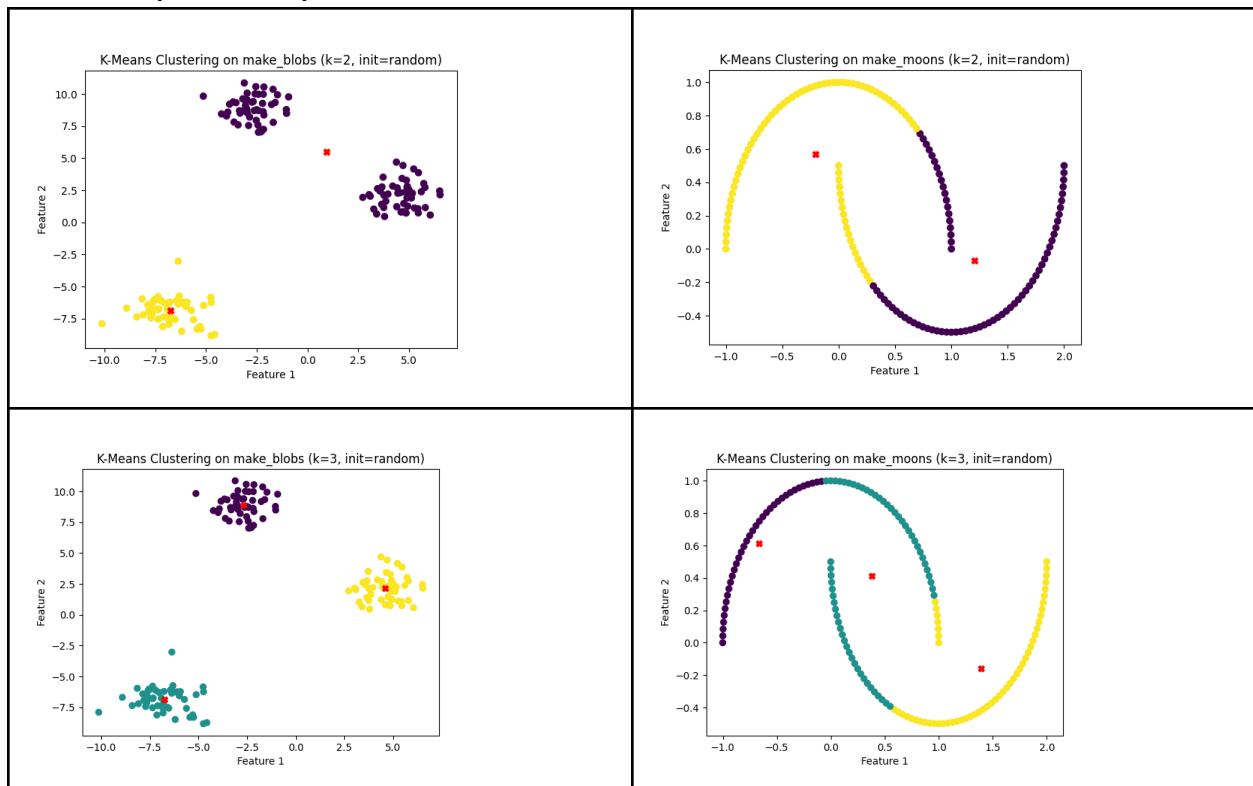 K-Means Clustering on make_blobs (k=2, init=random)
10.0
7.5
5.0
2.5
0.0
−2.5
−5.0
−7.5
Feature 2
−10.0 −7.5 −5.0 −2.5 0.0 2.5 5.0
Feature 1
K-Means Clustering on make_moons (k=2, init=random)
1.0
0.8
0.6
0.4
0.2
0.0
−0.2
−0.4
Feature 2
−1.0 −0.5 0.0 0.5 1.0 1.5 2.0
Feature 1
K-Means Clustering on make_blobs (k=3, init=random)
10.0
7.5
5.0
2.5
0.0
−2.5
−5.0
−7.5
Feature 2
−10.0 −7.5 −5.0 −2.5 0.0 2.5 5.0
Feature 1
K-Means Clustering on make_moons (k=3, init=random)
1.0
0.8
0.6
0.4
0.2
0.0
−0.2
−0.4
Feature 2
−1.0 −0.5 0.0 0.5 1.0 1.5 2.0
Feature 1